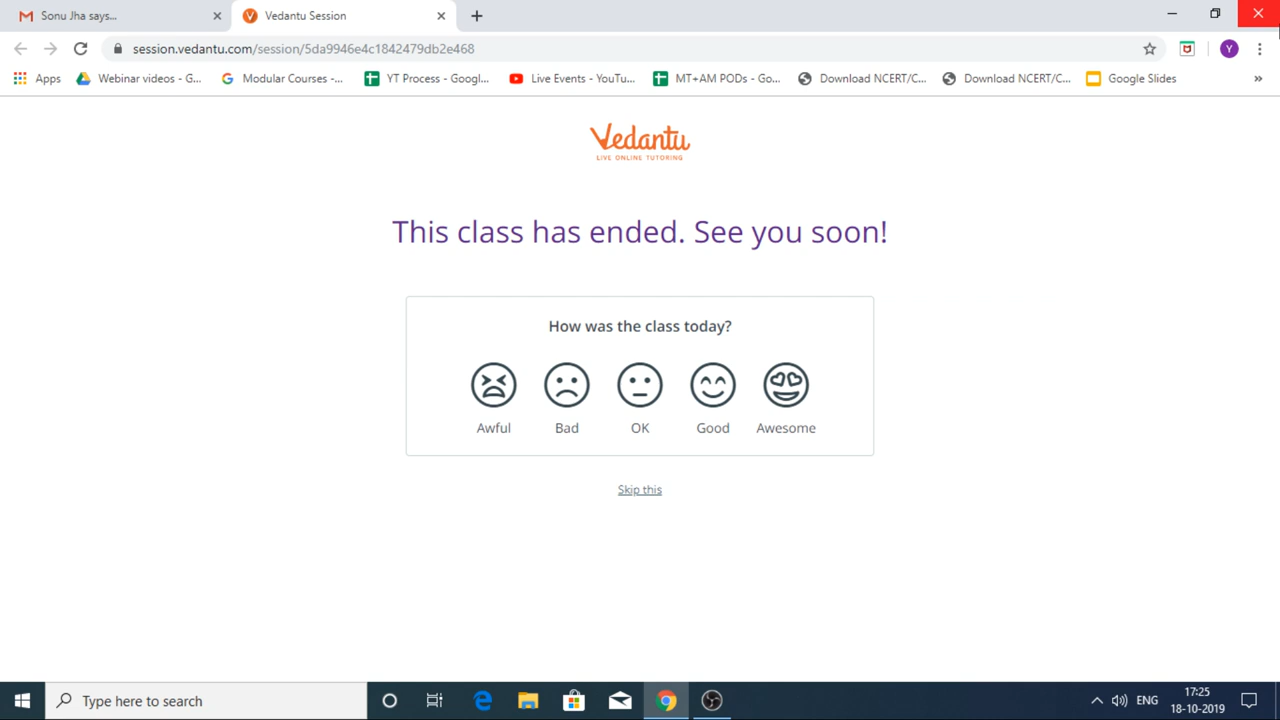 Sonu Jha says...
Vedantu Session
session.vedantu.com/session/5da9946e4c1842479db2e468
Y
Apps
Webinar videos - G...
Modular Courses -...
YT Process - Googl...
Live Events - YouTu...
MT+AM PODs - Go...
Download NCERT/C...
Download NCERT/C...
Google Slides
»
Vedantu
LIVE ONLINE TUTORING
This class has ended. See you soon!
How was the class today?
Awful
Bad
OK
Good
Awesome
Skip this
Type here to search
ENG
17:25
18-10-2019